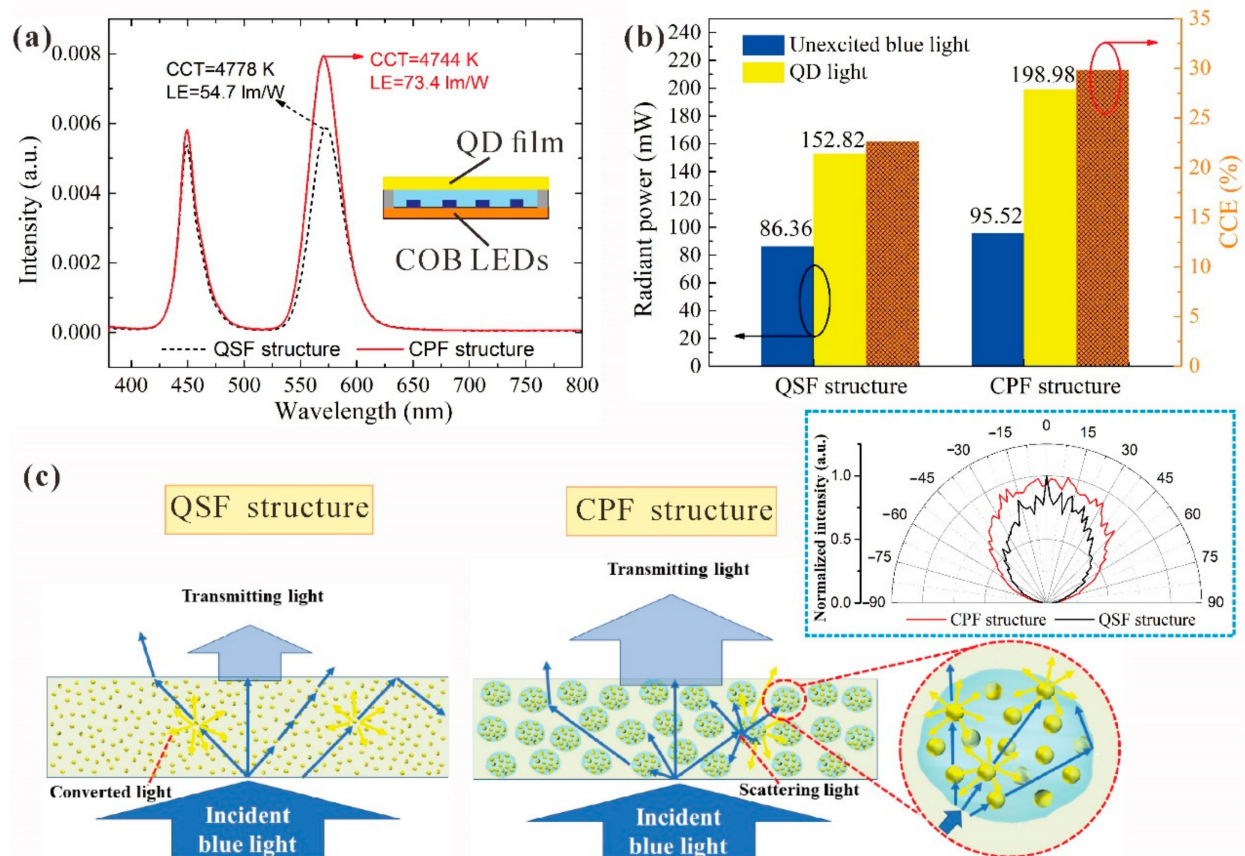 (a)
0.008
0.006
0.004
0.002
0.000
Intensity (a.u.)
CCT=4778 K
LE=54.7 lm/W
CCT=4744 K
LE=73.4 lm/W
QD film
COB LEDs
QSF structure
CPF structure
400
450
500
550
600
650
700
750
800
Wavelength (nm)
(b)
240
220
200
180
160
140
120
100
80
60
40
20
0
Radiant power (mW)
Unexcited blue light
QD light
86.36
152.82
95.52
198.98
35
30
25
20
15
10
5
0
CCE (%)
QSF structure
CPF structure
(c)
QSF structure
Transmitting light
Converted light
Incident
blue light
CPF structure
Transmitting light
Scattering light
Incident
blue light
Normalized intensity (a.u.)
1.0
0.5
0.0
−90
−75
−60
−45
−30
−15
0
15
30
45
60
75
90
CPF structure
QSF structure